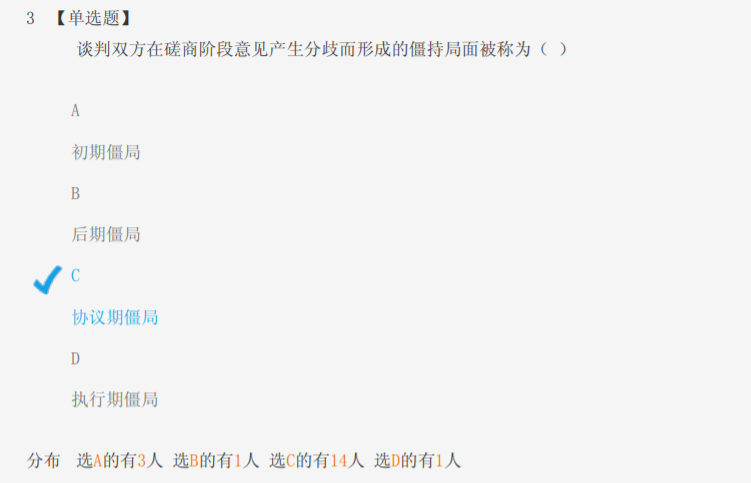 3 【单选题】
谈判双方在磋商阶段意见产生分歧而形成的僵持局面被称为（ ）
A
初期僵局
B
后期僵局
C
协议期僵局
D
执行期僵局
分布 选A的有3人 选B的有1人 选C的有14人 选D的有1人